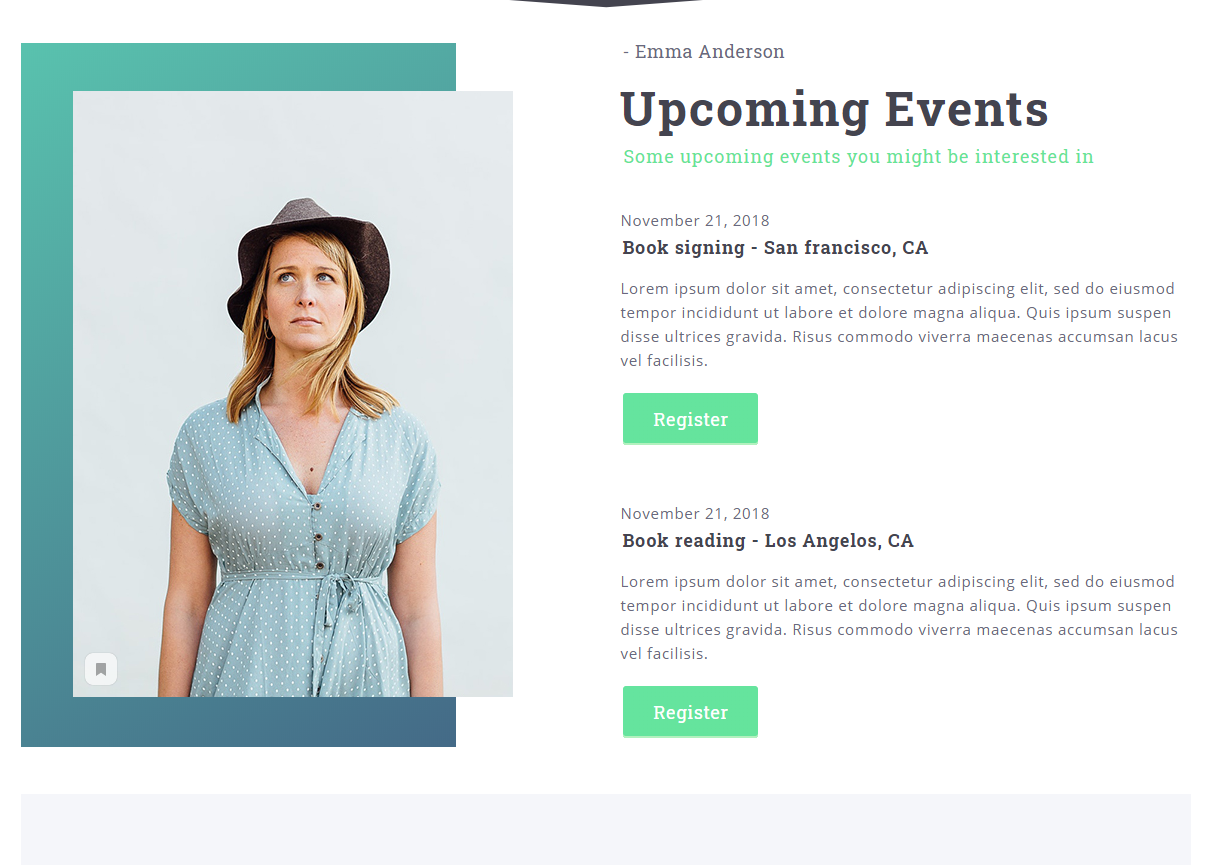 - Emma Anderson
Upcoming Events
Some upcoming events you might be interested in
November 21, 2018
Book signing - San francisco, CA
Lorem ipsum dolor sit amet, consectetur adipiscing elit, sed do eiusmod
tempor incididunt ut labore et dolore magna aliqua. Quis ipsum suspen
disse ultrices gravida. Risus commodo viverra maecenas accumsan lacus
vel facilisis.
Register
November 21, 2018
Book reading - Los Angelos, CA
Lorem ipsum dolor sit amet, consectetur adipiscing elit, sed do eiusmod
tempor incididunt ut labore et dolore magna aliqua. Quis ipsum suspen
disse ultrices gravida. Risus commodo viverra maecenas accumsan lacus
vel facilisis.
Register